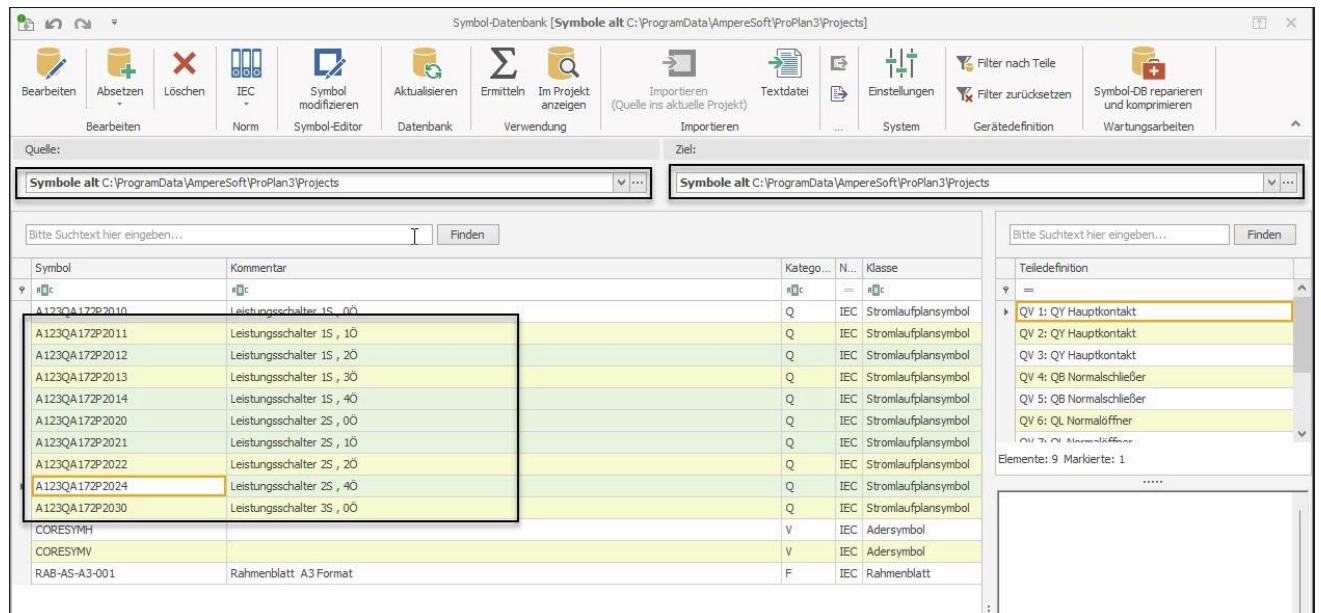 Symbol-Datenbank [Symbole alt C:\ProgramData\AmpereSoft\ProPlan3\Projects]
Bearbeiten
Absetzen
Löschen
IEC
Symbol modifizieren
Aktualisieren
Ermitteln
Im Projekt anzeigen
Importieren (Quelle ins aktuelle Projekt)
Textdatei
Einstellungen
Filter nach Teile
Filter zurücksetzen
Symbol-DB reparieren und komprimieren
Bearbeiten Norm Symbol-Editor Datenbank Verwendung Importieren ... System Gerätedefinition Wartungsarbeiten
Quelle: Ziel:
Symbole alt C:\ProgramData\AmpereSoft\ProPlan3\Projects ... Symbole alt C:\ProgramData\AmpereSoft\ProPlan3\Projects ...
Bitte Suchtext hier eingeben... Finden
Symbol Kommentar Katego... N... Klasse
A123QA172P2010 Leistungsschalter 1S , 0Ö Q IEC Stromlaufplansymbol
A123QA172P2011 Leistungsschalter 1S , 1Ö Q IEC Stromlaufplansymbol
A123QA172P2012 Leistungsschalter 1S , 2Ö Q IEC Stromlaufplansymbol
A123QA172P2013 Leistungsschalter 1S , 3Ö Q IEC Stromlaufplansymbol
A123QA172P2014 Leistungsschalter 1S , 4Ö Q IEC Stromlaufplansymbol
A123QA172P2020 Leistungsschalter 2S , 0Ö Q IEC Stromlaufplansymbol
A123QA172P2021 Leistungsschalter 2S , 1Ö Q IEC Stromlaufplansymbol
A123QA172P2022 Leistungsschalter 2S , 2Ö Q IEC Stromlaufplansymbol
A123QA172P2024 Leistungsschalter 2S , 4Ö Q IEC Stromlaufplansymbol
A123QA172P2030 Leistungsschalter 3S , 0Ö Q IEC Stromlaufplansymbol
CORESYMH V IEC Adersymbol
CORESYMV V IEC Adersymbol
RAB-AS-A3-001 Rahmenblatt A3 Format F IEC Rahmenblatt
Bitte Suchtext hier eingeben... Finden
Teiledefinition
=
QV 1: QY Hauptkontakt
QV 2: QY Hauptkontakt
QV 3: QY Hauptkontakt
QV 4: QB Normalschließer
QV 5: QB Normalschließer
QV 6: QL Normalöffner
QV 7: QL Normalöffner
Elemente: 9 Markierte: 1